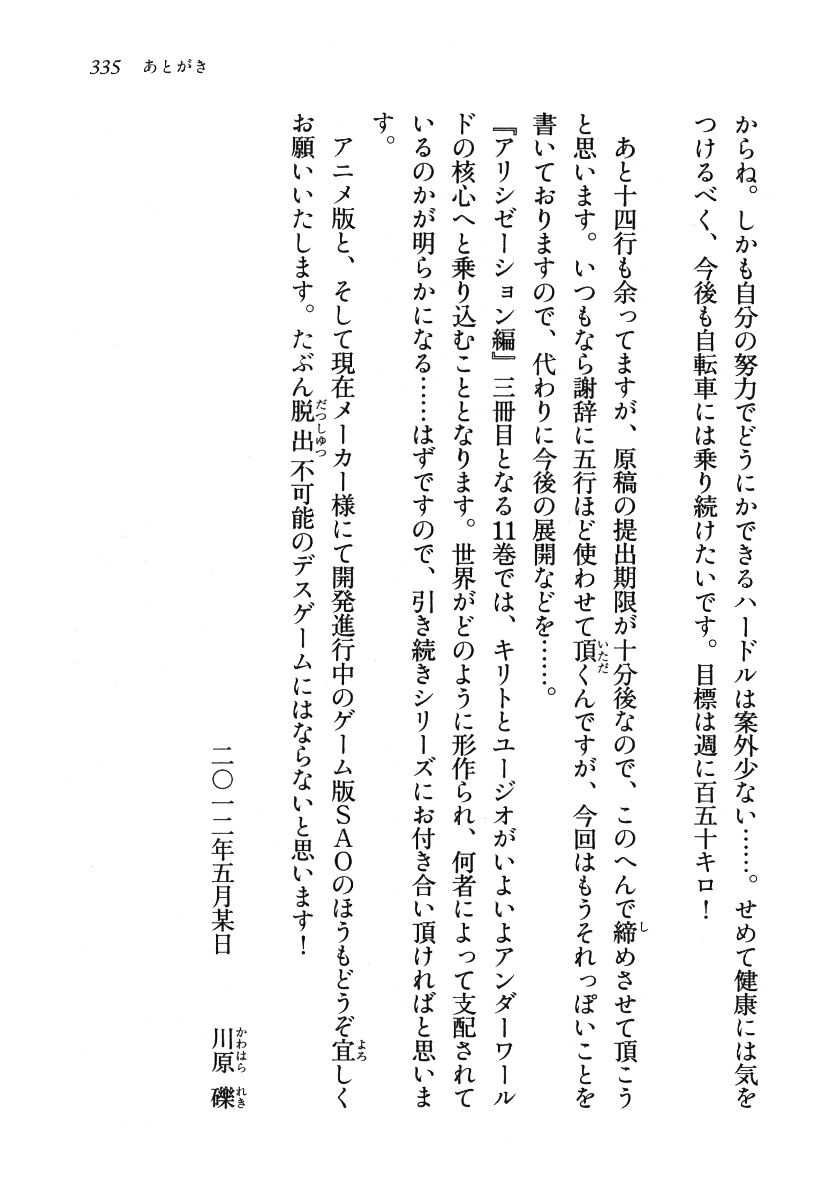 335 あとがき
からね。しかも自分の努力でどうにかできるハードルは案外少ない……。せめて健康には気を
つけるべく、今後も自転車には乗り続けたいです。目標は週に百五十キロ！
あと十四行も余ってますが、原稿の提出期限が十分後なので、このへんで締めさせて頂こう
と思います。いつもなら謝辞に五行ほど使わせて頂くんですが、今回はもうそれっぽいことを
書いておりますので、代わりに今後の展開などを……。
『アリシゼーション編』三冊目となる11巻では、キリトとユージオがいよいよアンダーワール
ドの核心へと乗り込むこととなります。世界がどのように形作られ、何者によって支配されて
いるのかが明らかになる……はずですので、引き続きシリーズにお付き合い頂ければと思いま
す。
アニメ版と、そして現在メーカー様にて開発進行中のゲーム版ＳＡＯのほうもどうぞ宜しく
お願いいたします。たぶん脱出不可能のデスゲームにはならないと思います！
二〇一二年五月某日 川原 礫